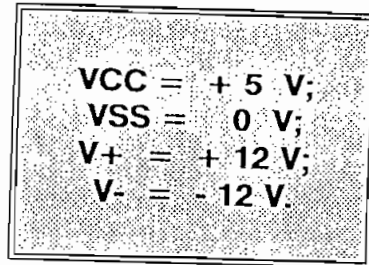 VCC = + 5 V;
VSS = 0 V;
V+ = + 12 V;
V- = - 12 V.